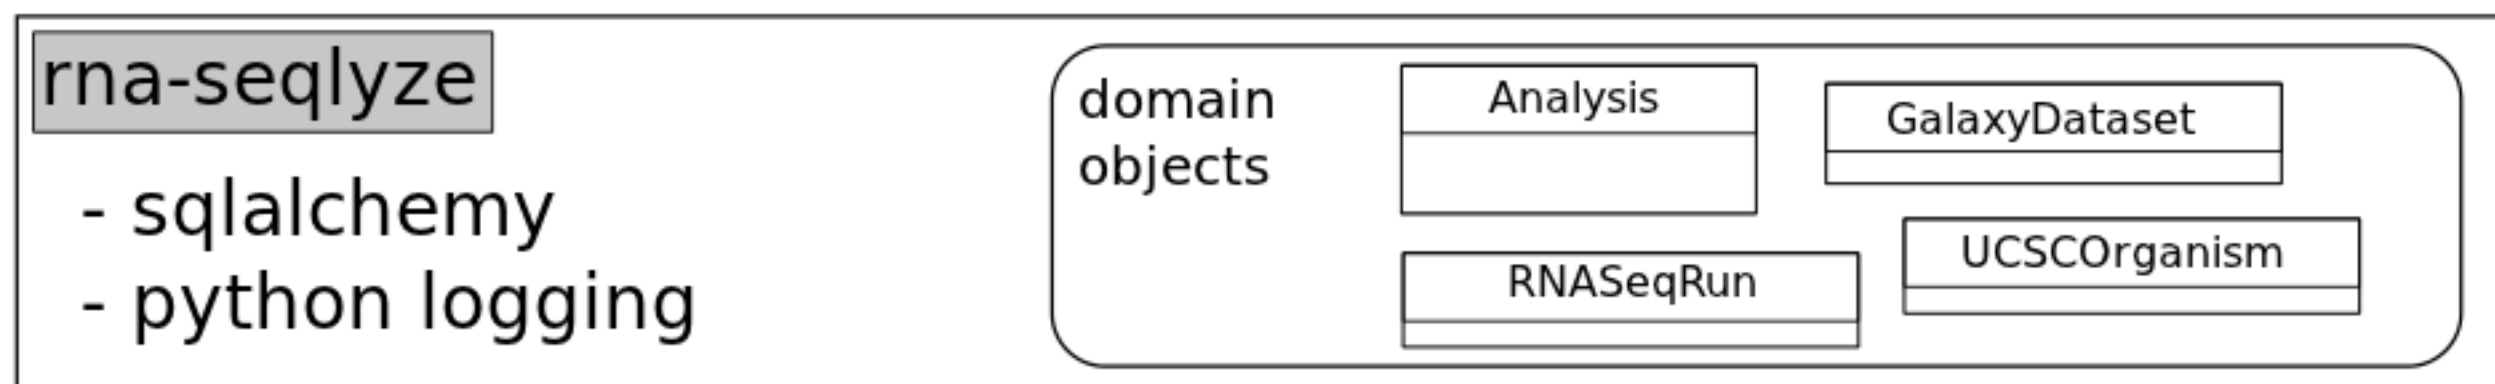 rna-seqlyze
- sqlalchemy
- python logging
domain
objects
Analysis
GalaxyDataset
RNASeqRun
UCSCOrganism